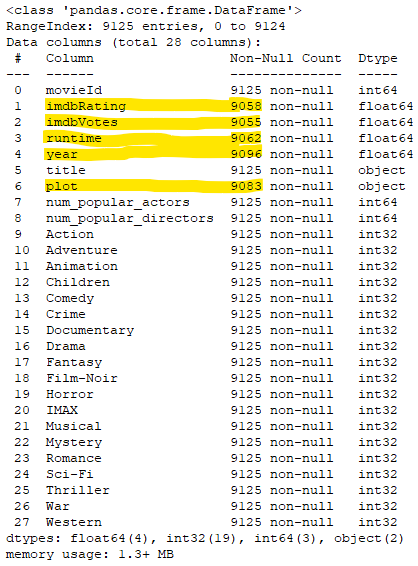 <class 'pandas.core.frame.DataFrame'>
RangeIndex: 9125 entries, 0 to 9124
Data columns (total 28 columns):
 #   Column                 Non-Null Count  Dtype
---  ------                 --------------  -----
 0   movieId                9125 non-null   int64
 1   imdbRating             9058 non-null   float64
 2   imdbVotes              9055 non-null   float64
 3   runtime                9062 non-null   float64
 4   year                   9096 non-null   float64
 5   title                  9125 non-null   object
 6   plot                   9083 non-null   object
 7   num_popular_actors     9125 non-null   int64
 8   num_popular_directors  9125 non-null   int64
 9   Action                 9125 non-null   int32
 10  Adventure              9125 non-null   int32
 11  Animation              9125 non-null   int32
 12  Children               9125 non-null   int32
 13  Comedy                 9125 non-null   int32
 14  Crime                  9125 non-null   int32
 15  Documentary            9125 non-null   int32
 16  Drama                  9125 non-null   int32
 17  Fantasy                9125 non-null   int32
 18  Film-Noir              9125 non-null   int32
 19  Horror                 9125 non-null   int32
 20  IMAX                   9125 non-null   int32
 21  Musical                9125 non-null   int32
 22  Mystery                9125 non-null   int32
 23  Romance                9125 non-null   int32
 24  Sci-Fi                 9125 non-null   int32
 25  Thriller               9125 non-null   int32
 26  War                    9125 non-null   int32
 27  Western                9125 non-null   int32
dtypes: float64(4), int32(19), int64(3), object(2)
memory usage: 1.3+ MB